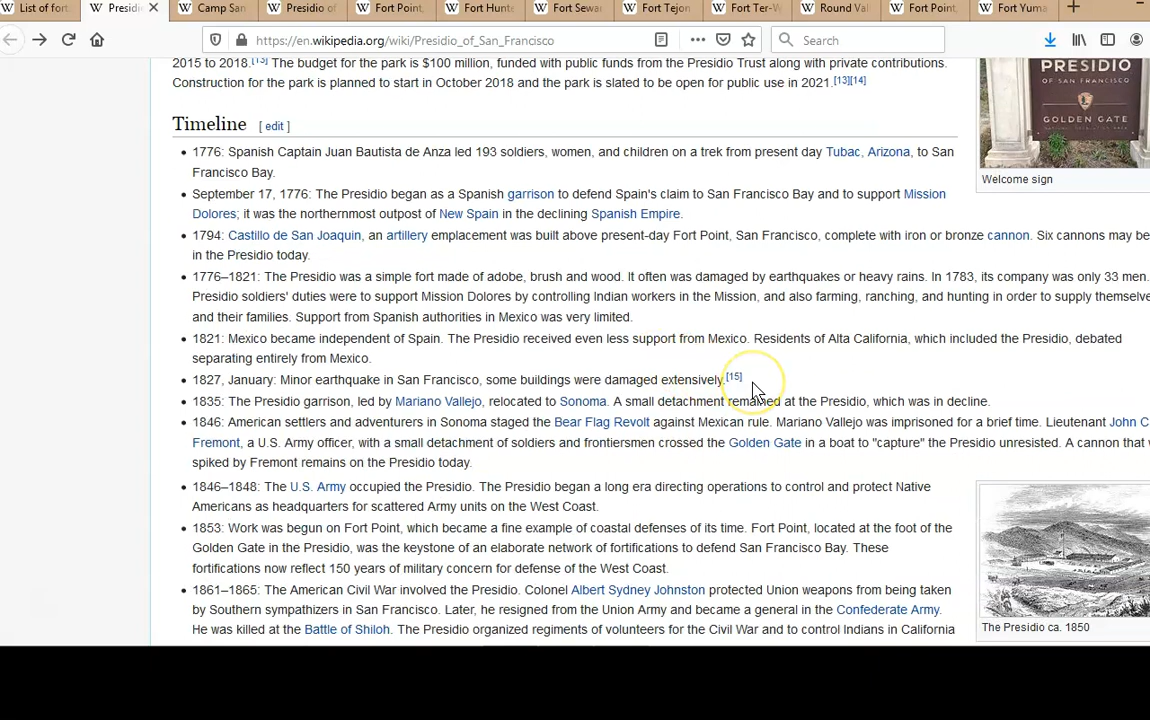 List of fort
Presidi
Camp San
Presidio of
Fort Point,
Fort Hunt
Fort Sewar
Fort Tejon
Fort Ter-W
Round Val
Fort Point,
Fort Yuma
https://en.wikipedia.org/wiki/Presidio_of_San_Francisco
Search
2015 to 2018.[13] The budget for the park is $100 million, funded with public funds from the Presidio Trust along with private contributions.
Construction for the park is planned to start in October 2018 and the park is slated to be open for public use in 2021.[13][14]
PRESIDIO
OF SAN FRANCISCO
GOLDEN GATE
Welcome sign
Timeline [ edit ]
• 1776: Spanish Captain Juan Bautista de Anza led 193 soldiers, women, and children on a trek from present day Tubac, Arizona, to San
Francisco Bay.
• September 17, 1776: The Presidio began as a Spanish garrison to defend Spain's claim to San Francisco Bay and to support Mission
Dolores; it was the northernmost outpost of New Spain in the declining Spanish Empire.
• 1794: Castillo de San Joaquin, an artillery emplacement was built above present-day Fort Point, San Francisco, complete with iron or bronze cannon. Six cannons may be
in the Presidio today.
• 1776–1821: The Presidio was a simple fort made of adobe, brush and wood. It often was damaged by earthquakes or heavy rains. In 1783, its company was only 33 men.
Presidio soldiers' duties were to support Mission Dolores by controlling Indian workers in the Mission, and also farming, ranching, and hunting in order to supply themselve
and their families. Support from Spanish authorities in Mexico was very limited.
• 1821: Mexico became independent of Spain. The Presidio received even less support from Mexico. Residents of Alta California, which included the Presidio, debated
separating entirely from Mexico.
• 1827, January: Minor earthquake in San Francisco, some buildings were damaged extensively.[15]
• 1835: The Presidio garrison, led by Mariano Vallejo, relocated to Sonoma. A small detachment remained at the Presidio, which was in decline.
• 1846: American settlers and adventurers in Sonoma staged the Bear Flag Revolt against Mexican rule. Mariano Vallejo was imprisoned for a brief time. Lieutenant John C
Fremont, a U.S. Army officer, with a small detachment of soldiers and frontiersmen crossed the Golden Gate in a boat to "capture" the Presidio unresisted. A cannon that w
spiked by Fremont remains on the Presidio today.
• 1846–1848: The U.S. Army occupied the Presidio. The Presidio began a long era directing operations to control and protect Native
Americans as headquarters for scattered Army units on the West Coast.
• 1853: Work was begun on Fort Point, which became a fine example of coastal defenses of its time. Fort Point, located at the foot of the
Golden Gate in the Presidio, was the keystone of an elaborate network of fortifications to defend San Francisco Bay. These
fortifications now reflect 150 years of military concern for defense of the West Coast.
• 1861–1865: The American Civil War involved the Presidio. Colonel Albert Sydney Johnston protected Union weapons from being taken
by Southern sympathizers in San Francisco. Later, he resigned from the Union Army and became a general in the Confederate Army.
He was killed at the Battle of Shiloh. The Presidio organized regiments of volunteers for the Civil War and to control Indians in California
The Presidio ca. 1850